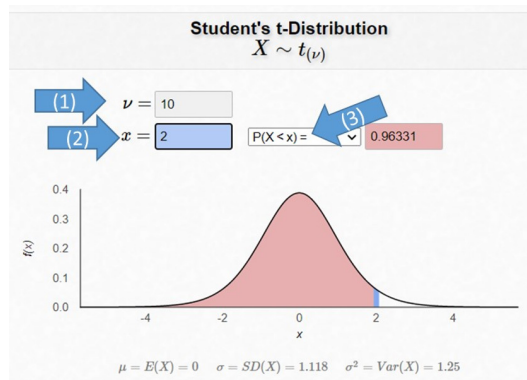 Student's t-Distribution
X ~ t(ν)
(1) ν = 10
(2) x = 2 P(X < x) = (3) 0.96331
0.4
0.3
0.2
0.1
0.0
f(x)
-4 -2 0 2 4
x
μ = E(X) = 0 σ = SD(X) = 1.118 σ² = Var(X) = 1.25